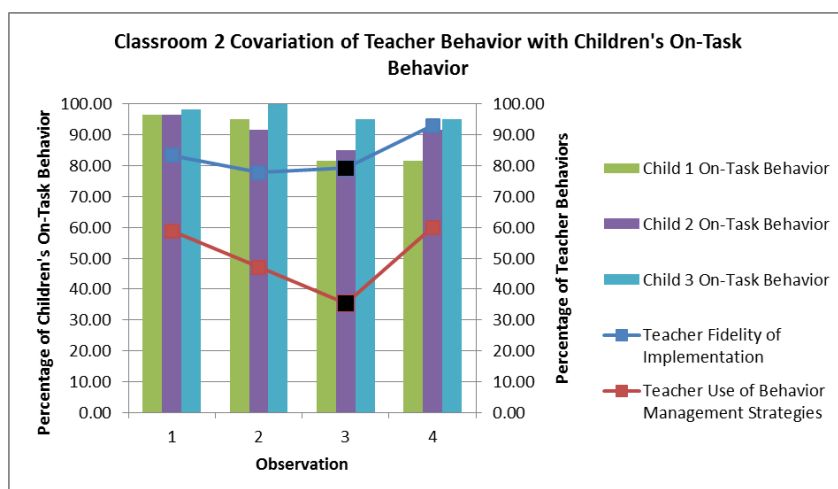 Classroom 2 Covariation of Teacher Behavior with Children's On-Task
Behavior
Percentage of Children's On-Task Behavior
100.00
90.00
80.00
70.00
60.00
50.00
40.00
30.00
20.00
10.00
0.00
1 2 3 4
Observation
100.00
90.00
80.00
70.00
60.00
50.00
40.00
30.00
20.00
10.00
0.00
Percentage of Teacher Behaviors
Child 1 On-Task Behavior
Child 2 On-Task Behavior
Child 3 On-Task Behavior
Teacher Fidelity of
Implementation
Teacher Use of Behavior
Management Strategies